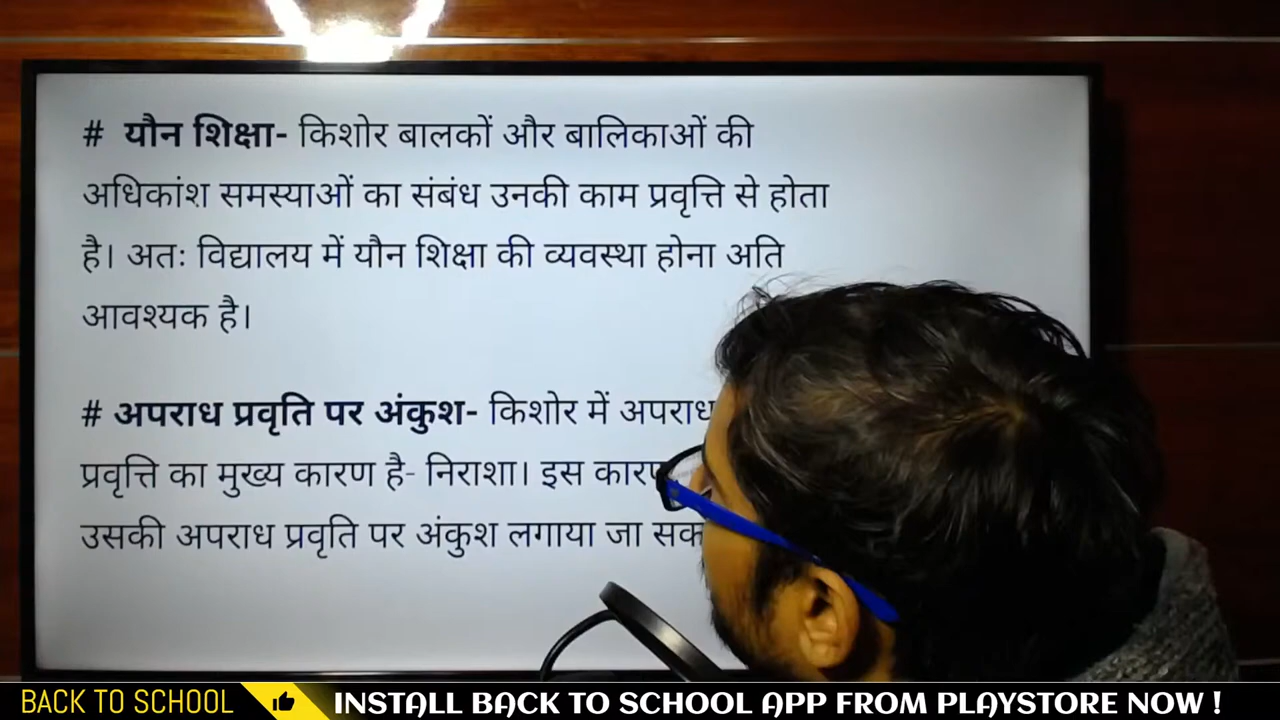 # यौन शिक्षा- किशोर बालकों और बालिकाओं की
अधिकांश समस्याओं का संबंध उनकी काम प्रवृत्ति से होता
है। अतः विद्यालय में यौन शिक्षा की व्यवस्था होना अति
आवश्यक है।
# अपराध प्रवृति पर अंकुश- किशोर में अपराध
प्रवृत्ति का मुख्य कारण है- निराशा। इस
उसकी अपराध प्रवृति पर अंकुश लगाया जा
BACK TO SCHOOL
INSTALL BACK TO SCHOOL APP FROM PLAYSTORE NOW !